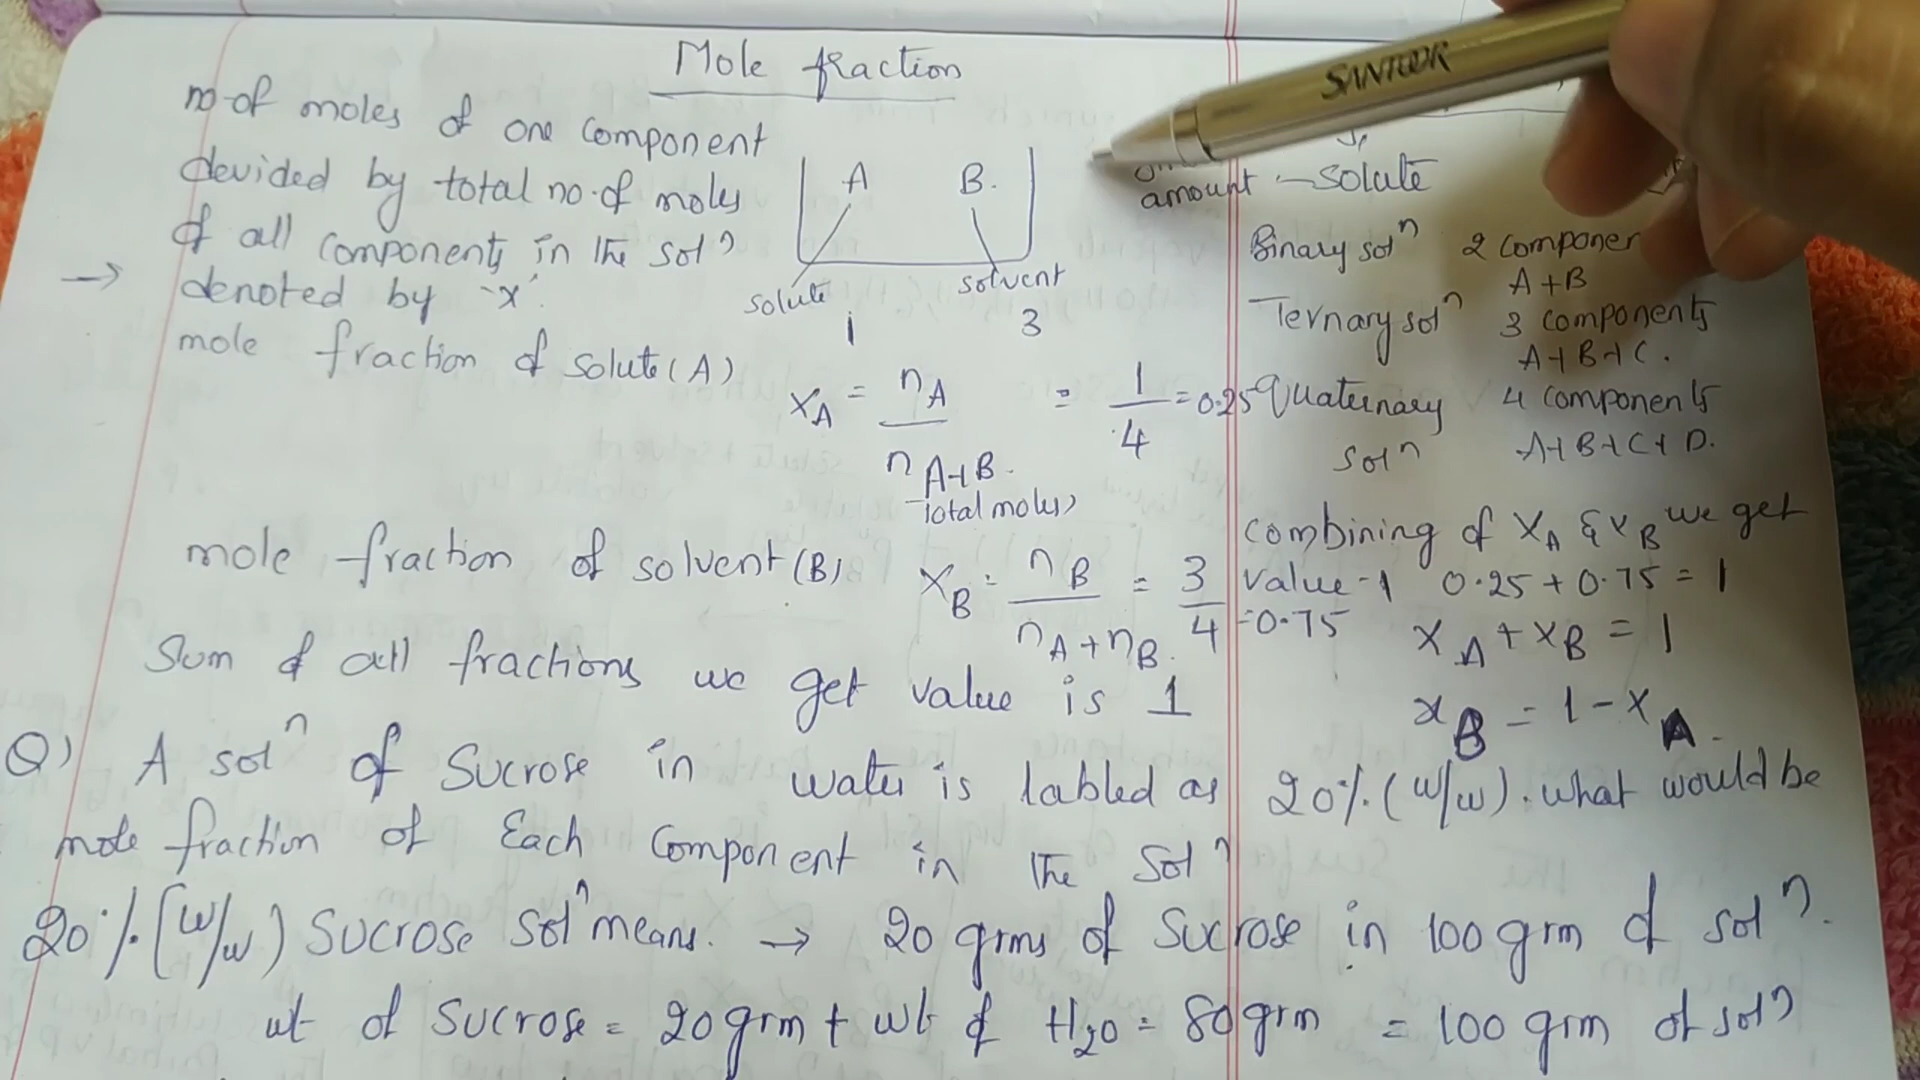 Mole fraction
no of moles of one component
devided by total no. of moles
of all components in the solⁿ
→ denoted by 'x'.
mole fraction of solute (A)
A B.
solute solvent
1 3
xA = nA = 1 = 0.25
nA+B. 4
Total moles
mole fraction of solvent (B) xB = nB = 3
nA + nB. 4 = 0.75
Sum of all fractions we get value is 1
SANTOOR
amount - solute
Binary solⁿ 2 componen
A+B
Ternary solⁿ 3 components
A+B+C.
Quaternary 4 components
solⁿ A+B+C+D.
combining of XA & XB we get
value - 1 0.25 + 0.75 = 1
xA + xB = 1
xB = 1 - xA.
Q) A solⁿ of Sucrose in water is labled as 20%. (w/w). what would be
mole fraction of Each component in the Solⁿ
20%. (w/w) Sucrose solⁿ means. → 20 grms of Sucrose in 100 grm of solⁿ.
wt of Sucrose = 20 grm + wt of H2O = 80 grm = 100 grm of solⁿ